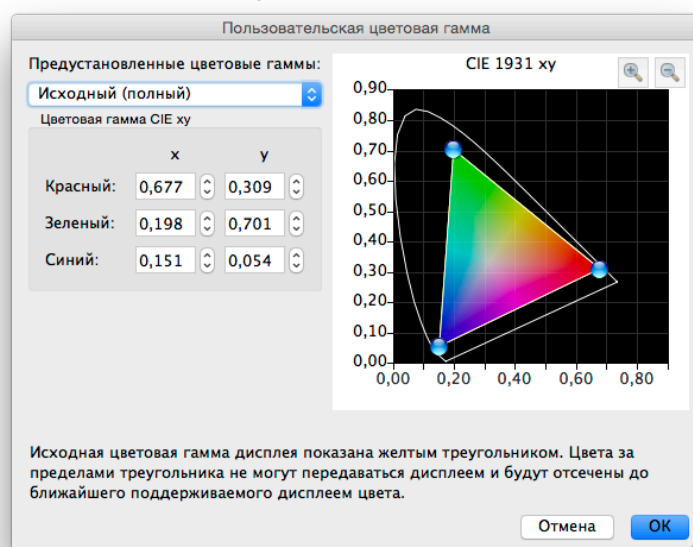 Пользовательская цветовая гамма
Предустановленные цветовые гаммы:
Исходный (полный)
Цветовая гамма CIE xy
x y
Красный: 0,677 0,309
Зеленый: 0,198 0,701
Синий: 0,151 0,054
CIE 1931 xy
0,90
0,80
0,70
0,60
0,50
0,40
0,30
0,20
0,10
0,00
0,00 0,20 0,40 0,60 0,80
Исходная цветовая гамма дисплея показана желтым треугольником. Цвета за
пределами треугольника не могут передаваться дисплеем и будут отсечены до
ближайшего поддерживаемого дисплеем цвета.
Отмена OK